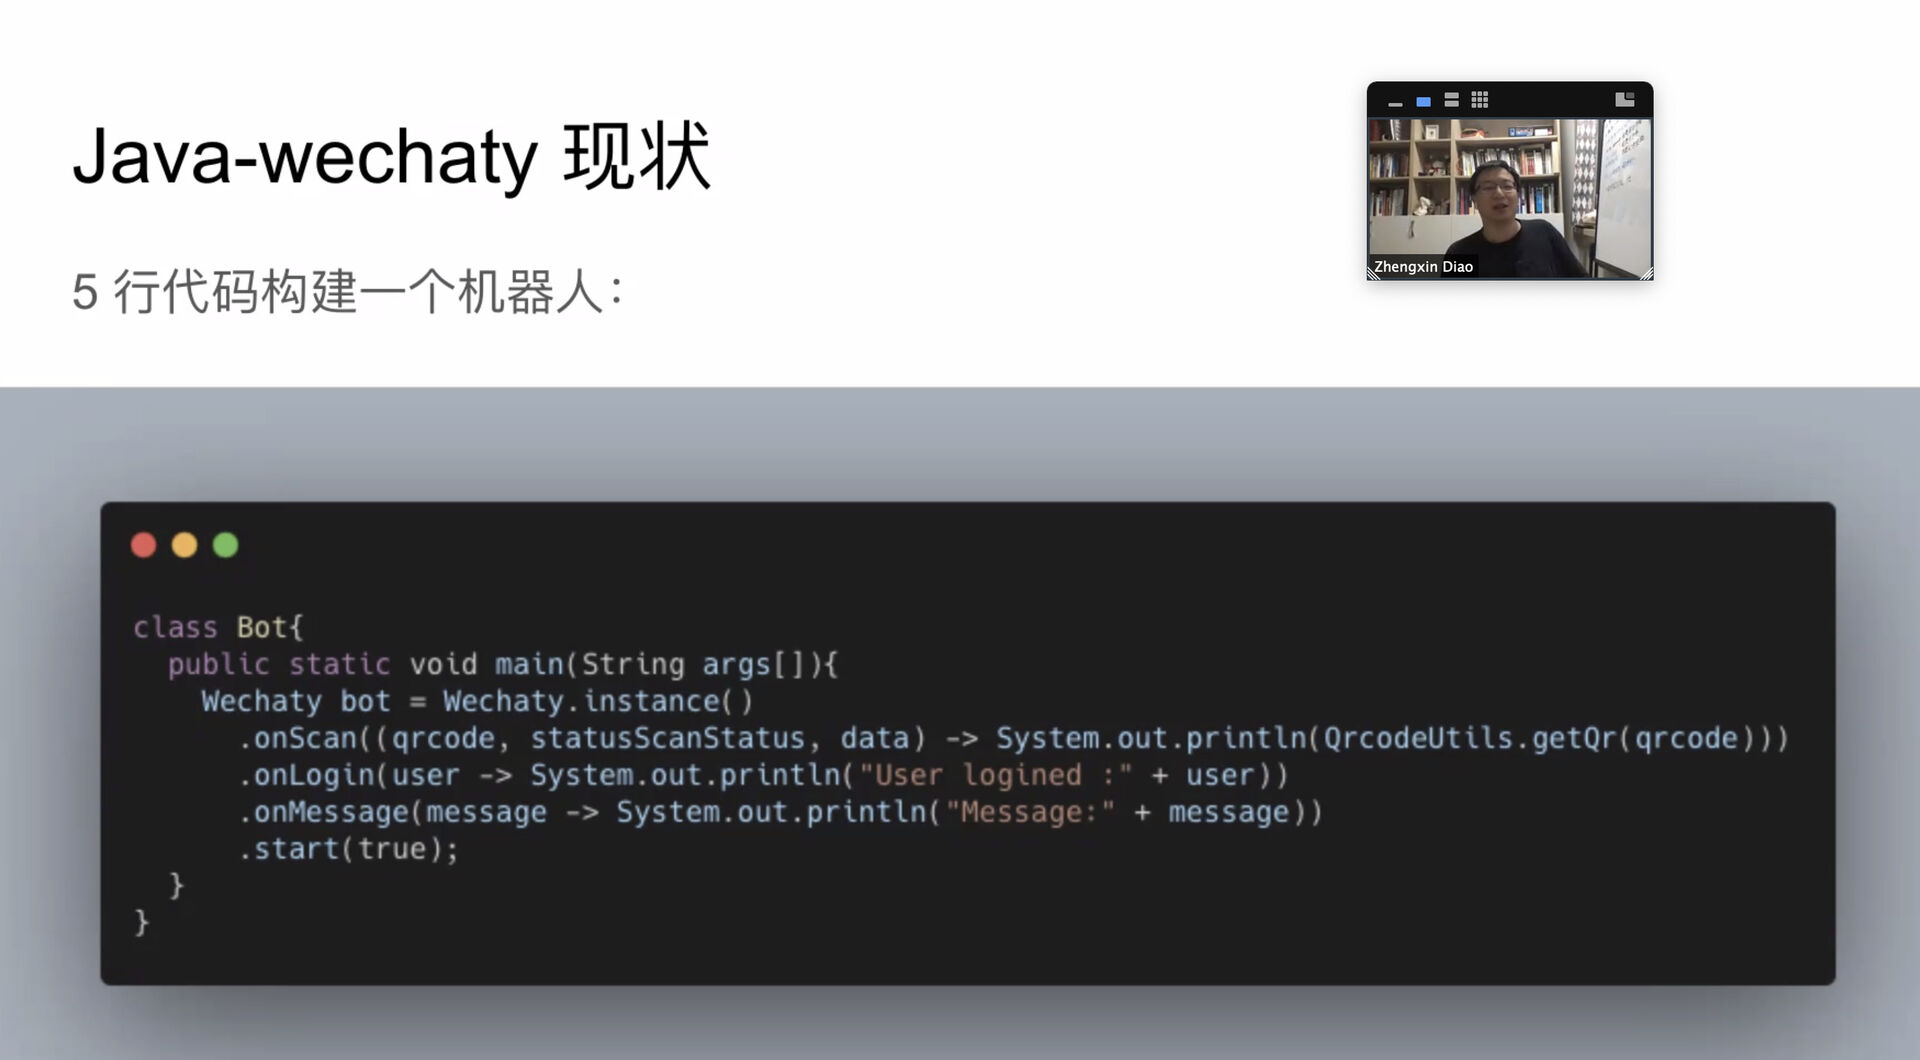 Java-wechaty 现状
5 行代码构建一个机器人：
Zhengxin Diao
class Bot{
  public static void main(String args[]){
    Wechaty bot = Wechaty.instance()
      .onScan((qrcode, statusScanStatus, data) -> System.out.println(QrcodeUtils.getQr(qrcode)))
      .onLogin(user -> System.out.println("User logined :" + user))
      .onMessage(message -> System.out.println("Message:" + message))
      .start(true);
  }
}